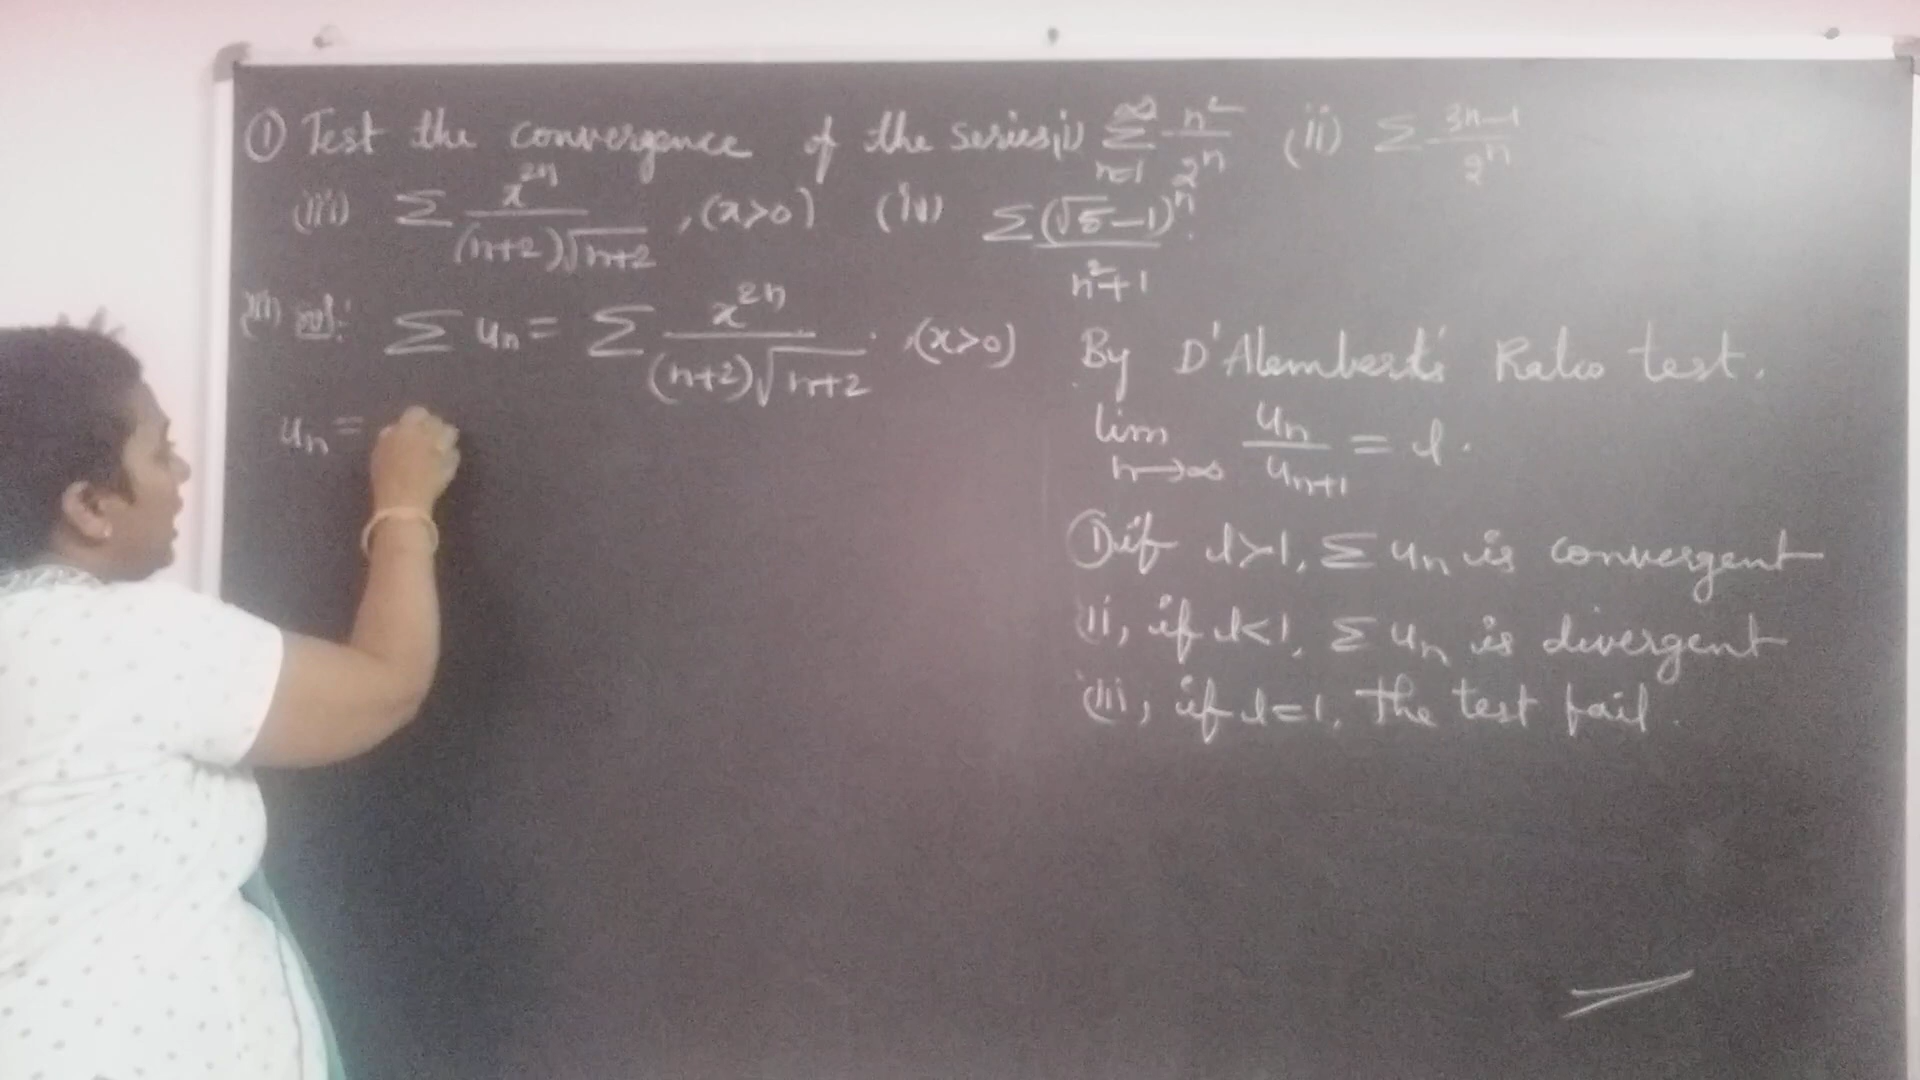 ① Test the convergence of the series, i) ∑_{n=1}^{∞} n²/2ⁿ (ii) ∑ 3n-1/2ⁿ
(iii) ∑ x²ⁿ/(n+2)√n+2 , (x>0) (iv) ∑ (√5-1)ⁿ/n²+1
(iii) sol: ∑ uₙ = ∑ x²ⁿ/(n+2)√n+2 , (x>0)
uₙ =
By D'Alembert's Ratio test.
lim_{n→∞} uₙ/uₙ₊₁ = l.
① if l>1, ∑ uₙ is convergent
(ii, if l<1, ∑ uₙ is divergent
(iii, if l=1, The test fail.